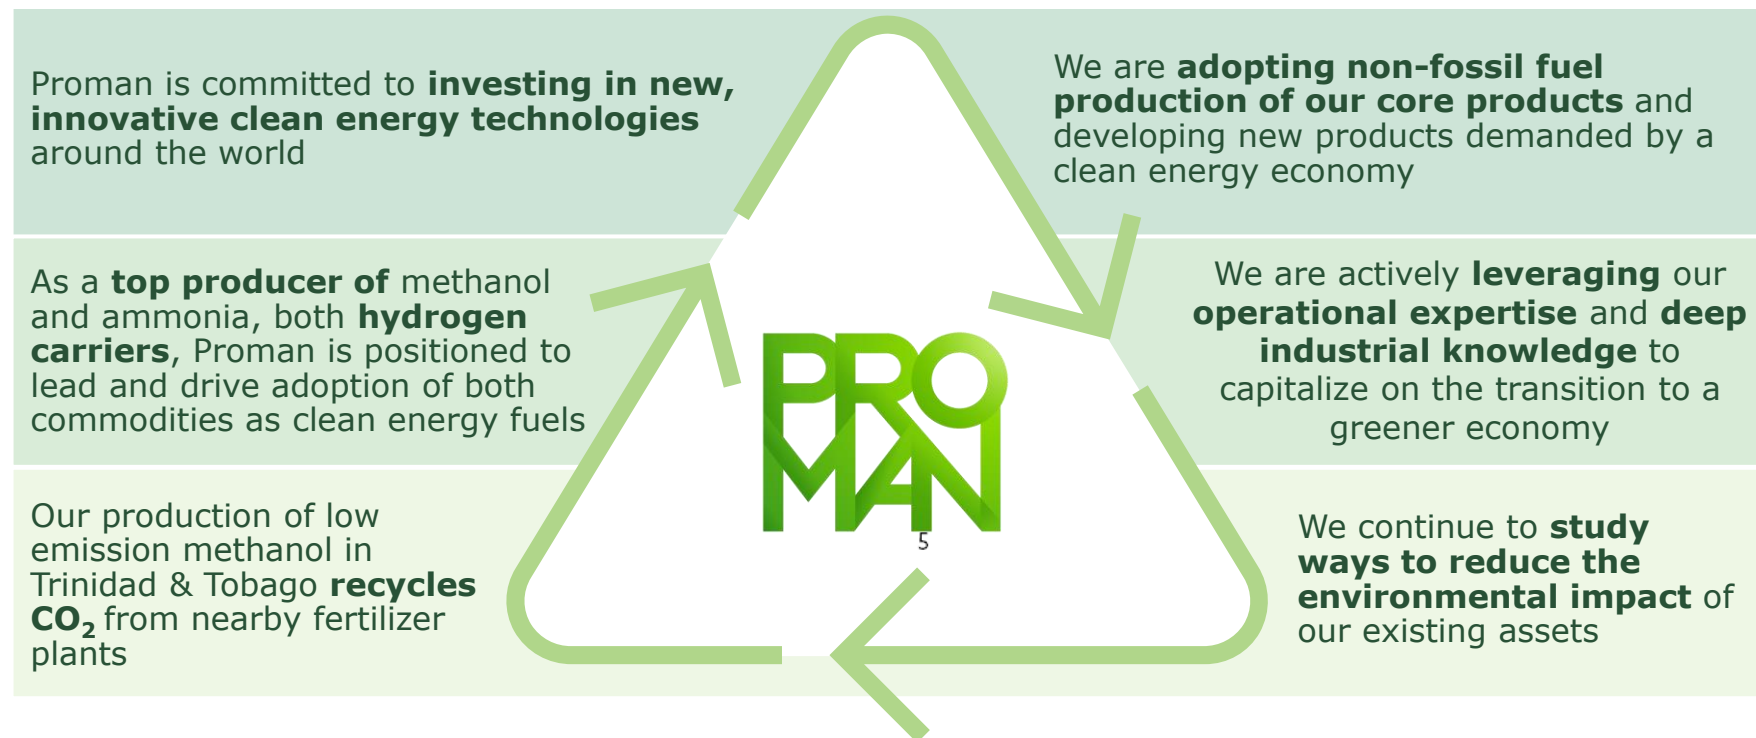 Proman is committed to investing in new,
innovative clean energy technologies
around the world
We are adopting non-fossil fuel
production of our core products and
developing new products demanded by a
clean energy economy
As a top producer of methanol
and ammonia, both hydrogen
carriers, Proman is positioned to
lead and drive adoption of both
commodities as clean energy fuels
We are actively leveraging our
operational expertise and deep
industrial knowledge to
capitalize on the transition to a
greener economy
PRO
MAN
5
Our production of low
emission methanol in
Trinidad & Tobago recycles
CO₂ from nearby fertilizer
plants
We continue to study
ways to reduce the
environmental impact of
our existing assets